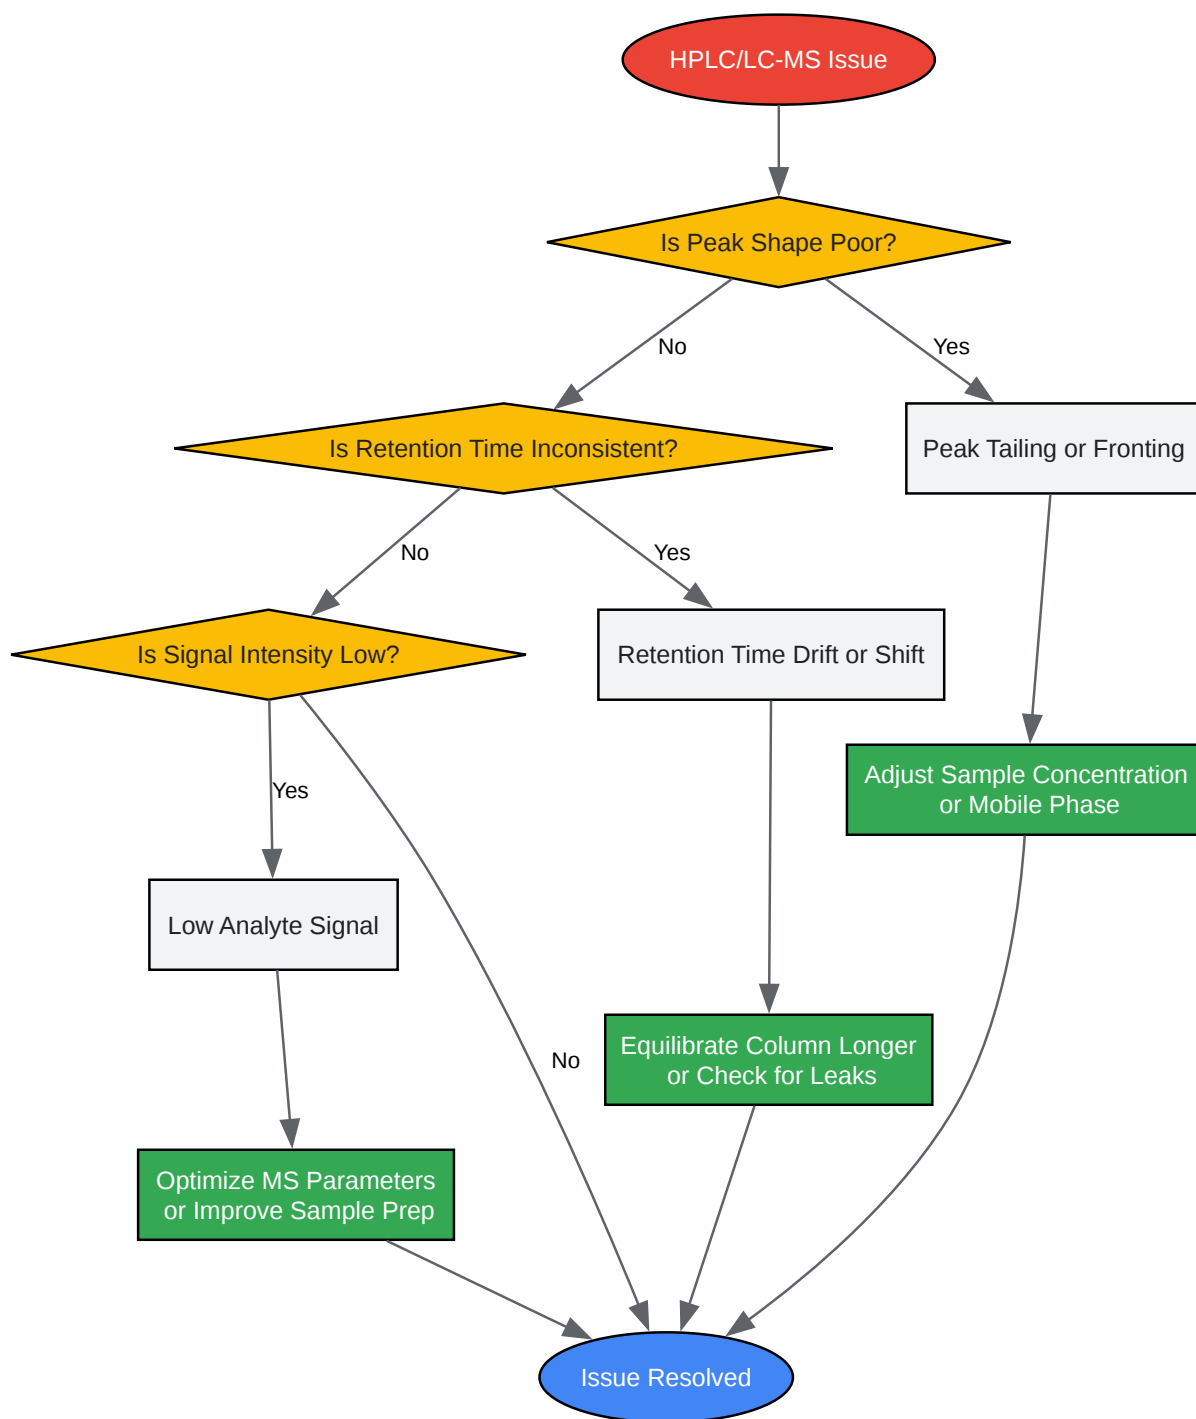 HPLC/LC-MS Issue
Is Peak Shape Poor?
No
Yes
Is Retention Time Inconsistent?
Peak Tailing or Fronting
No
Yes
Is Signal Intensity Low?
Retention Time Drift or Shift
Yes
Adjust Sample Concentration
or Mobile Phase
Low Analyte Signal
No
Equilibrate Column Longer
or Check for Leaks
Optimize MS Parameters
or Improve Sample Prep
Issue Resolved